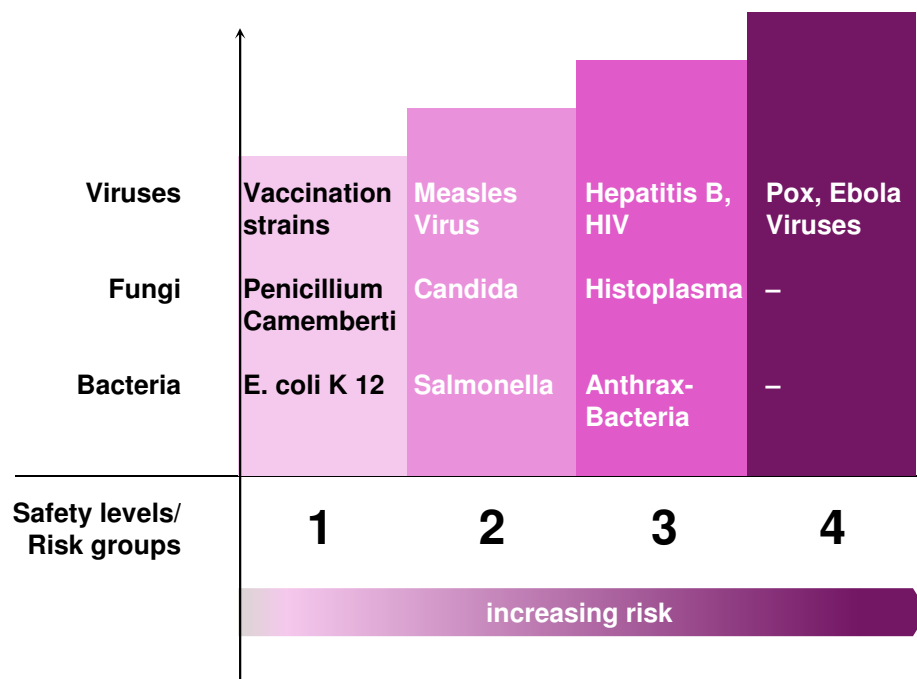 Viruses
Vaccination
strains
Measles
Virus
Hepatitis B,
HIV
Pox, Ebola
Viruses
Fungi
Penicillium
Camemberti
Candida
Histoplasma
–
Bacteria
E. coli K 12
Salmonella
Anthrax-
Bacteria
–
Safety levels/
Risk groups
1
2
3
4
increasing risk